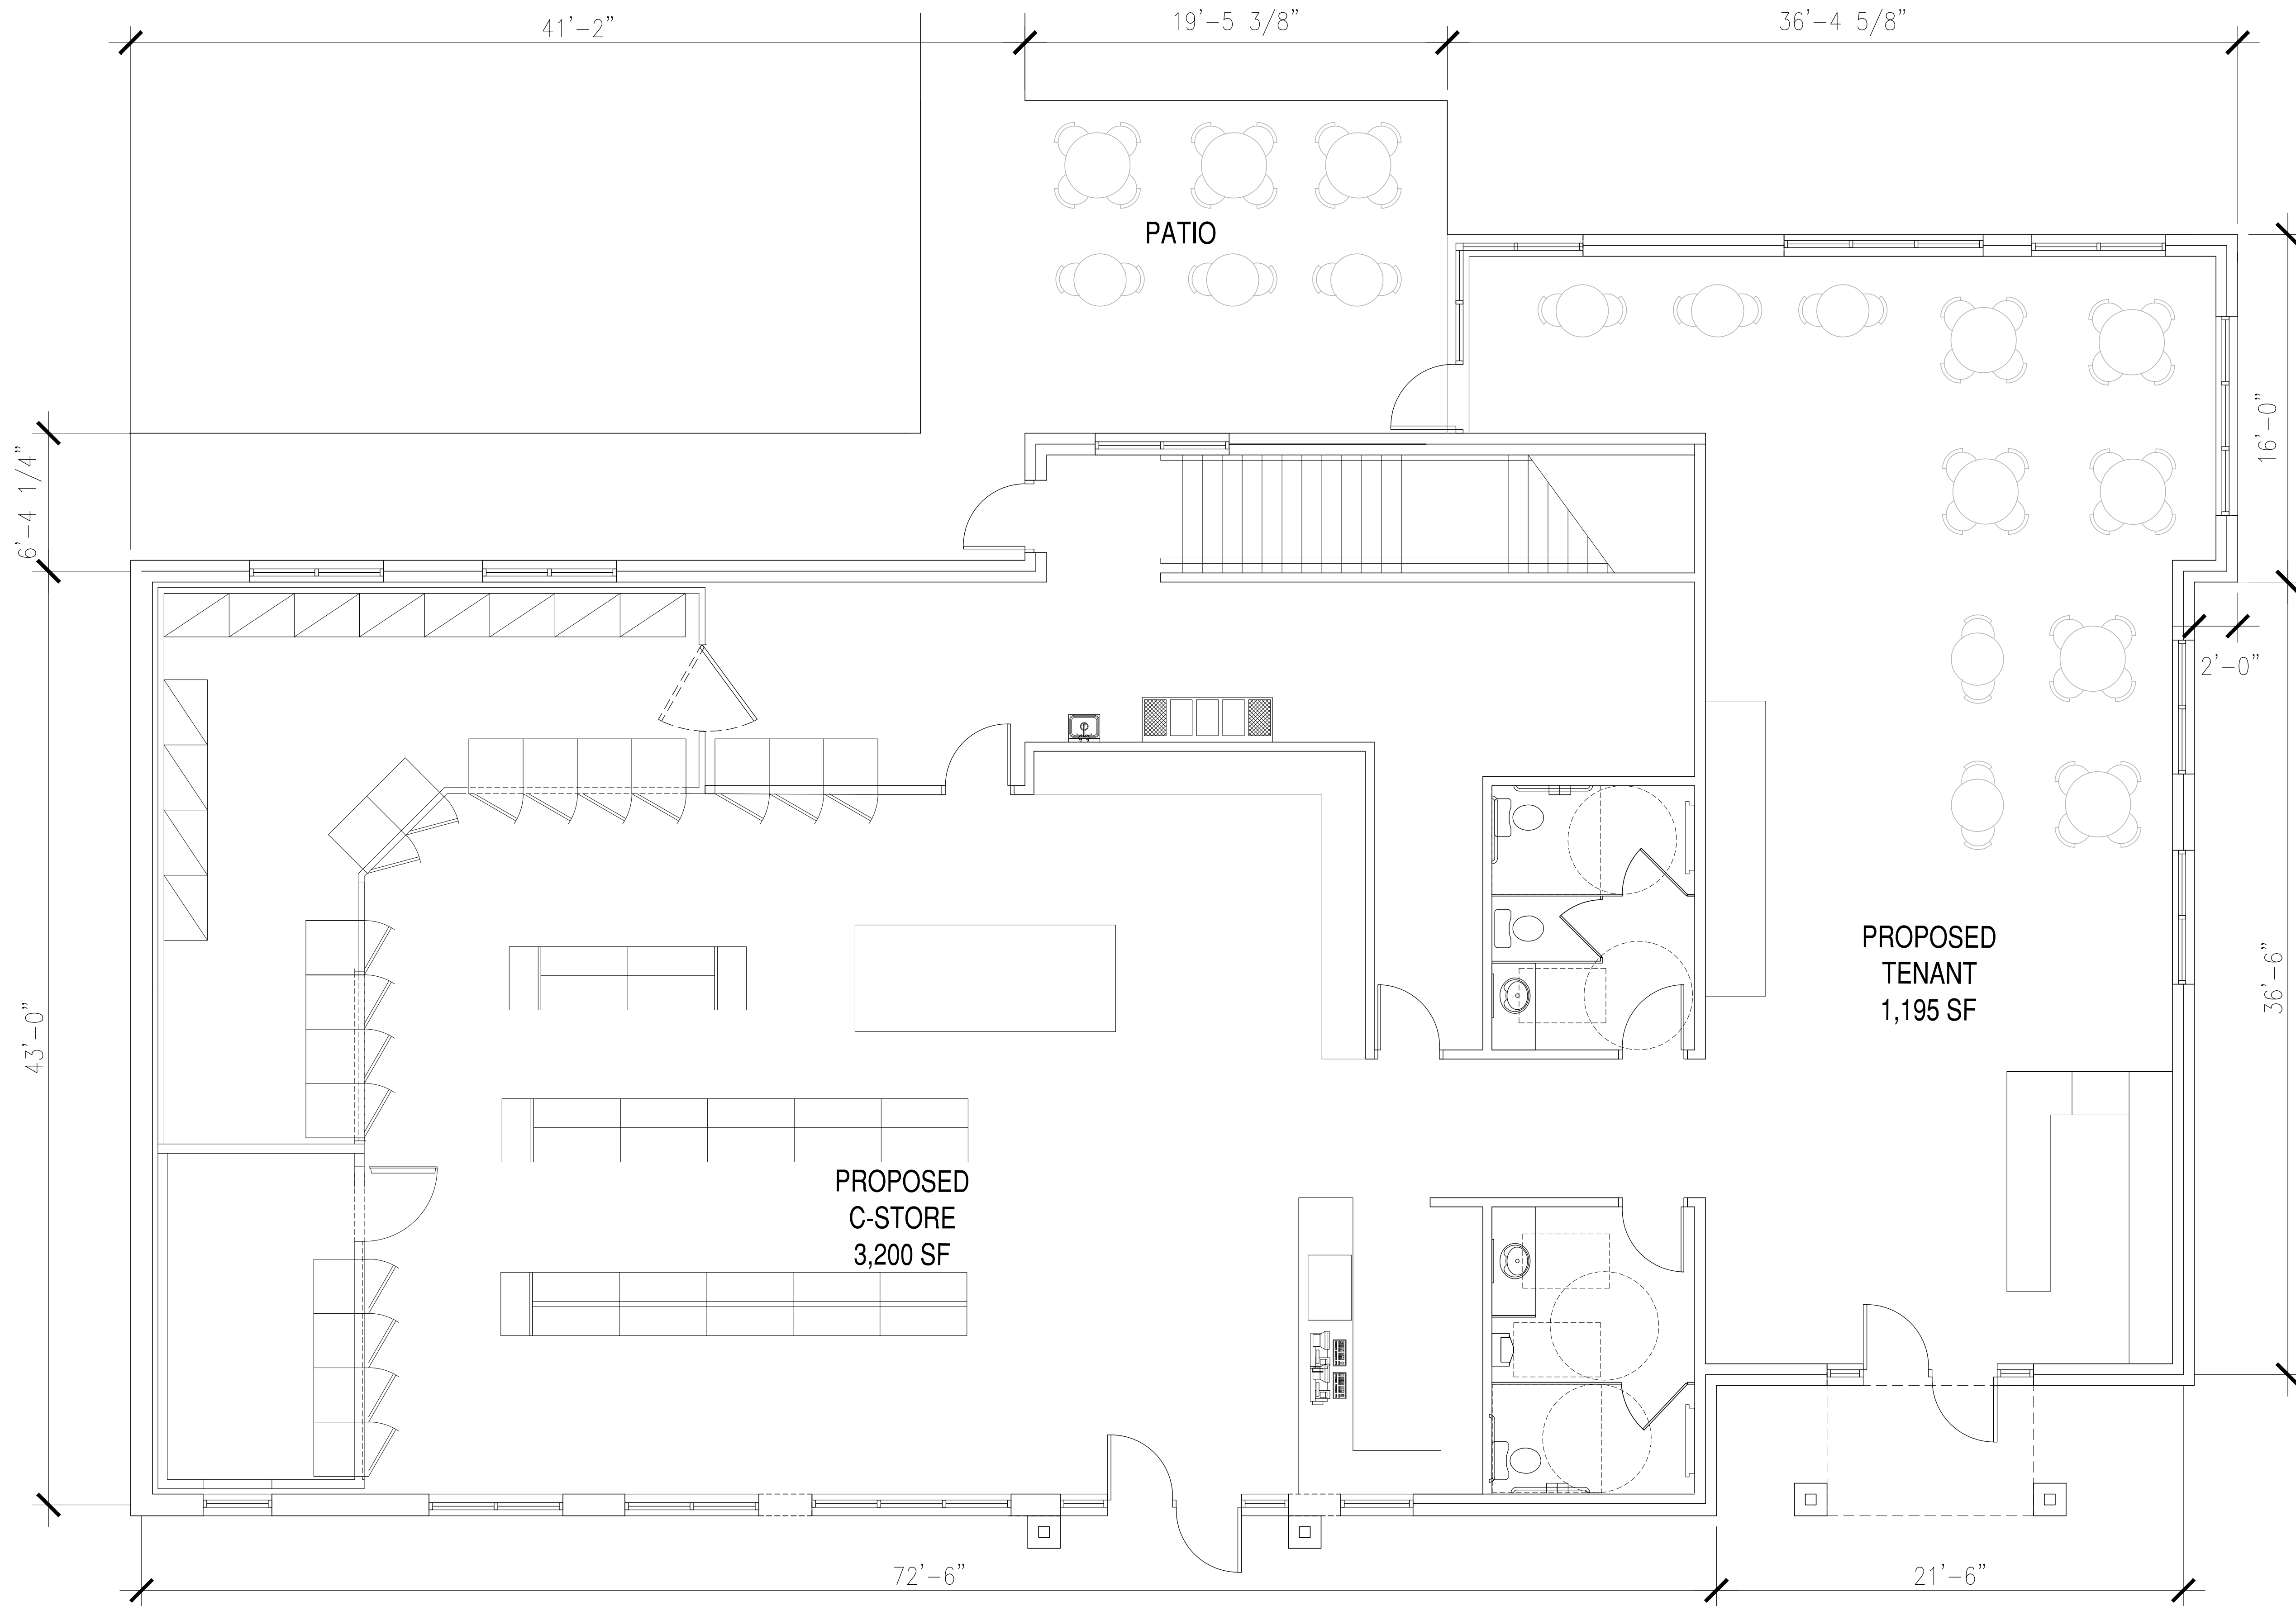 41'-2"
19'-5 3/8"
36'-4 5/8"
PATIO
6'-4 1/4"
16'-0"
2'-0"
43'-0"
36'-6"
PROPOSED
TENANT
1,195 SF
PROPOSED
C-STORE
3,200 SF
72'-6"
21'-6"